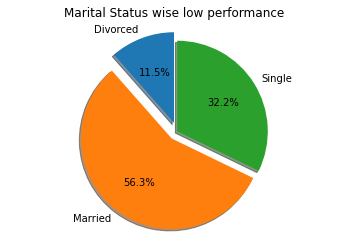 Marital Status wise low performance
Divorced
11.5%
Single
32.2%
56.3%
Married